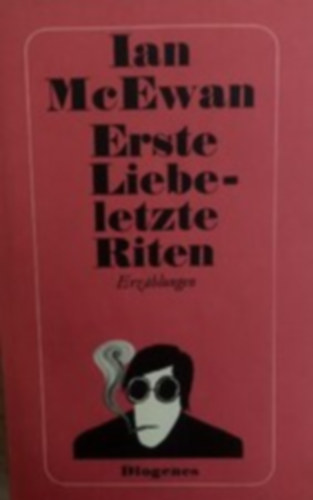 Ian
McEwan
Erste
Liebe-
letzte
Riten
Erzählungen
Diogenes